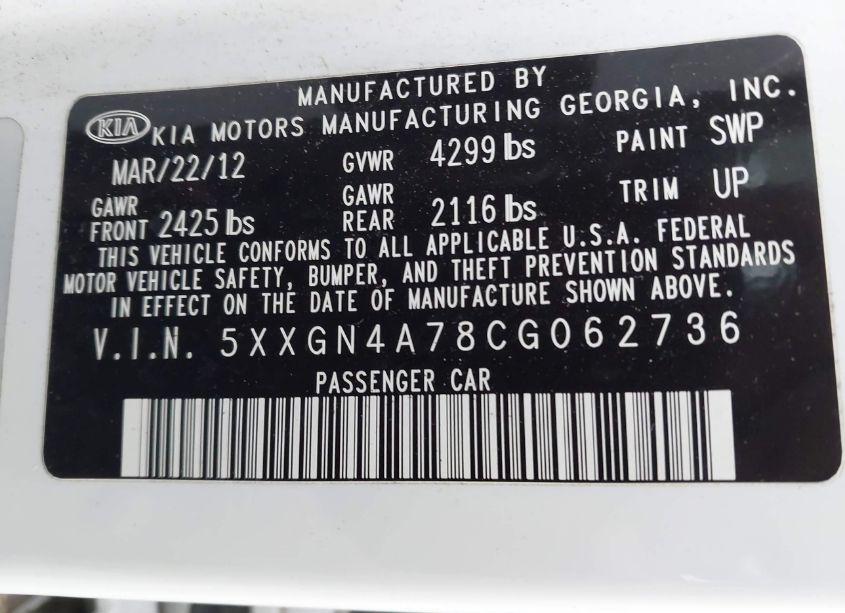 MANUFACTURED BY
KIA KIA MOTORS MANUFACTURING GEORGIA, INC.
MAR/22/12 GVWR 4299 lbs PAINT SWP
GAWR FRONT 2425 lbs GAWR REAR 2116 lbs TRIM UP
THIS VEHICLE CONFORMS TO ALL APPLICABLE U.S.A. FEDERAL
MOTOR VEHICLE SAFETY, BUMPER, AND THEFT PREVENTION STANDARDS
IN EFFECT ON THE DATE OF MANUFACTURE SHOWN ABOVE.
V.I.N. 5XXGN4A78CG062736
PASSENGER CAR